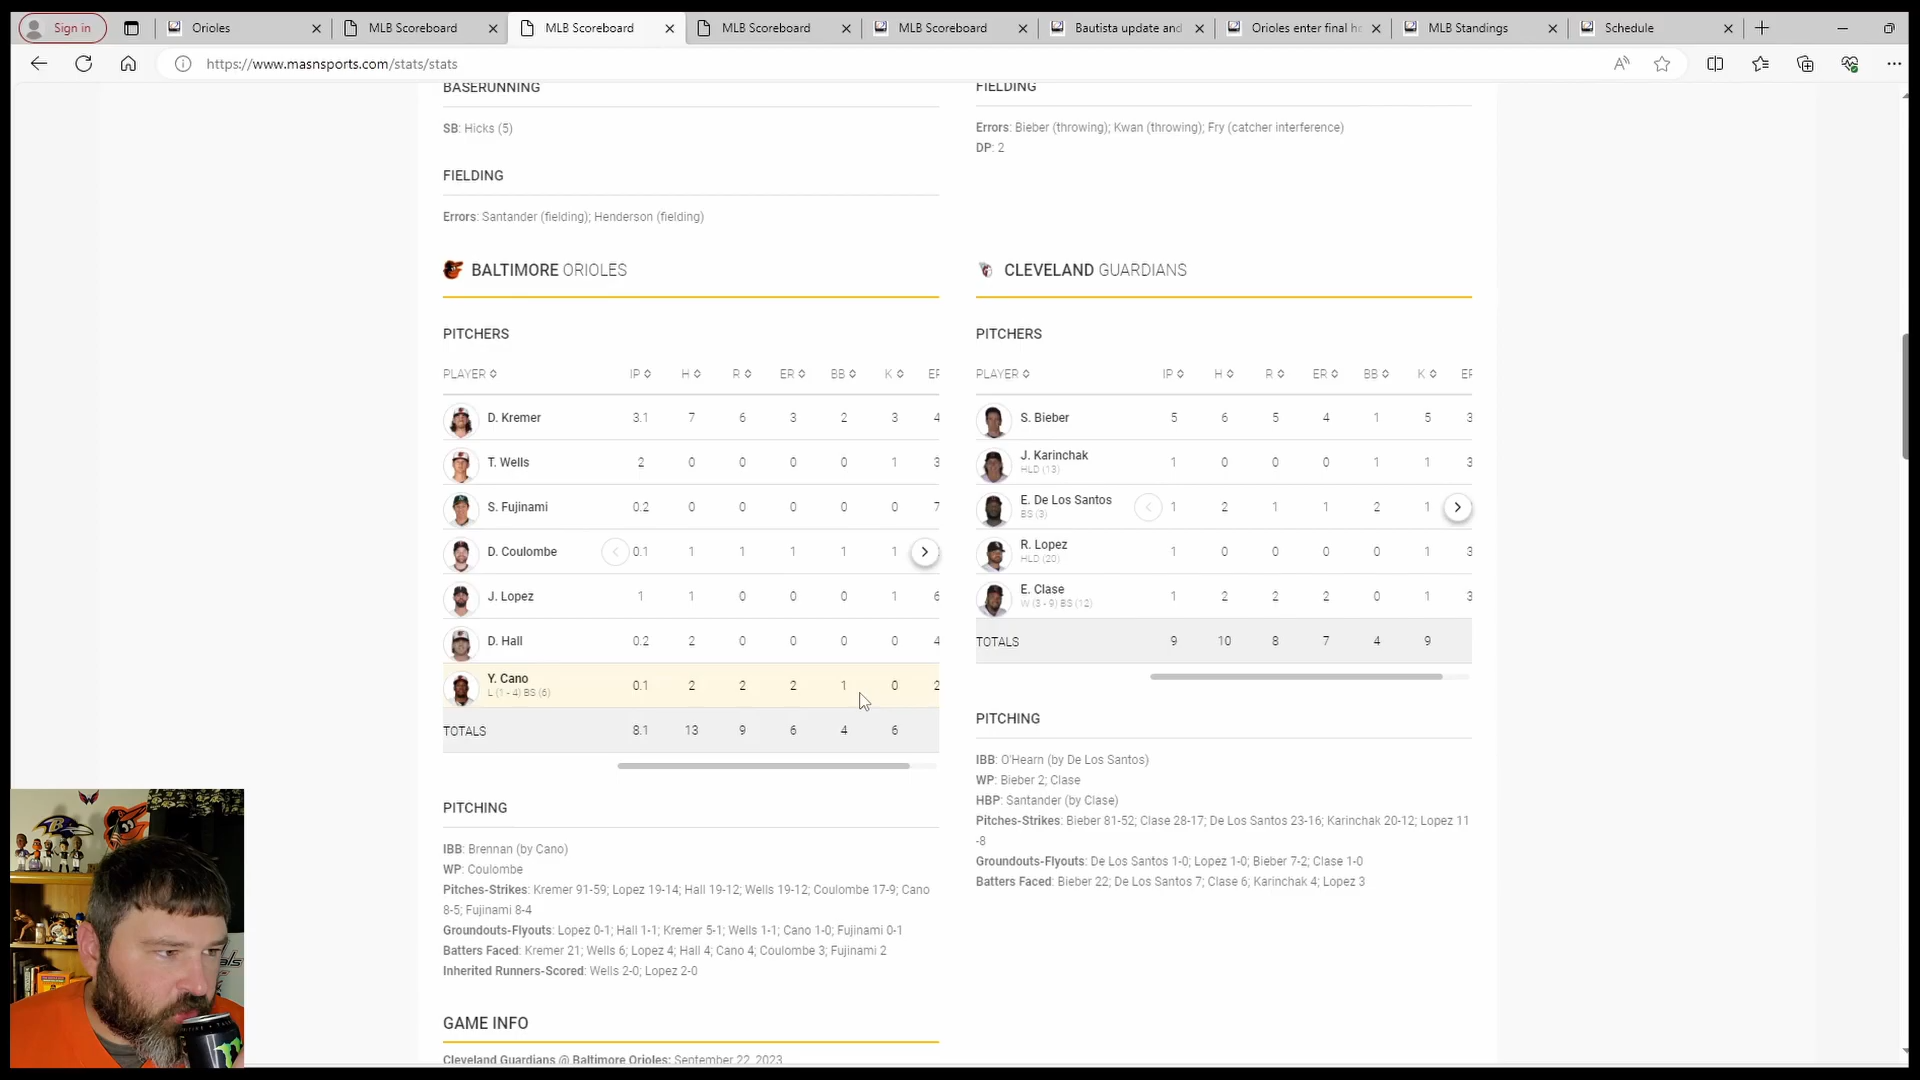 Sign in
Orioles
MLB Scoreboard
MLB Scoreboard
MLB Scoreboard
MLB Scoreboard
Bautista update and
Orioles enter final h
MLB Standings
Schedule
https://www.masnsports.com/stats/stats
BASERUNNING
SB: Hicks (5)
FIELDING
Errors: Santander (fielding); Henderson (fielding)
FIELDING
Errors: Bieber (throwing); Kwan (throwing); Fry (catcher interference)
DP: 2
BALTIMORE ORIOLES
PITCHERS
PLAYER IP H R ER BB K ER
D. Kremer 3.1 7 6 3 2 3 4
T. Wells 2 0 0 0 0 1 3
S. Fujinami 0.2 0 0 0 0 0 7
D. Coulombe 0.1 1 1 1 1 1
J. Lopez 1 1 0 0 0 1 6
D. Hall 0.2 2 0 0 0 0 4
Y. Cano 0.1 2 2 2 1 0 2
L (1 - 4) BS (6)
TOTALS 8.1 13 9 6 4 6
PITCHING
IBB: Brennan (by Cano)
WP: Coulombe
Pitches-Strikes: Kremer 91-59; Lopez 19-14; Hall 19-12; Wells 19-12; Coulombe 17-9; Cano
8-5; Fujinami 8-4
Groundouts-Flyouts: Lopez 0-1; Hall 1-1; Kremer 5-1; Wells 1-1; Cano 1-0; Fujinami 0-1
Batters Faced: Kremer 21; Wells 6; Lopez 4; Hall 4; Cano 4; Coulombe 3; Fujinami 2
Inherited Runners-Scored: Wells 2-0; Lopez 2-0
GAME INFO
Cleveland Guardians @ Baltimore Orioles: September 22, 2023
CLEVELAND GUARDIANS
PITCHERS
PLAYER IP H R ER BB K ER
S. Bieber 5 6 5 4 1 5 3
J. Karinchak 1 0 0 0 1 1 3
HLD (13)
E. De Los Santos 1 2 1 1 2 1
BS (3)
R. Lopez 1 0 0 0 0 1 3
HLD (20)
E. Clase 1 2 2 2 0 1 3
W (3 - 9) BS (12)
TOTALS 9 10 8 7 4 9
PITCHING
IBB: O'Hearn (by De Los Santos)
WP: Bieber 2; Clase
HBP: Santander (by Clase)
Pitches-Strikes: Bieber 81-52; Clase 28-17; De Los Santos 23-16; Karinchak 20-12; Lopez 11
-8
Groundouts-Flyouts: De Los Santos 1-0; Lopez 1-0; Bieber 7-2; Clase 1-0
Batters Faced: Bieber 22; De Los Santos 7; Clase 6; Karinchak 4; Lopez 3